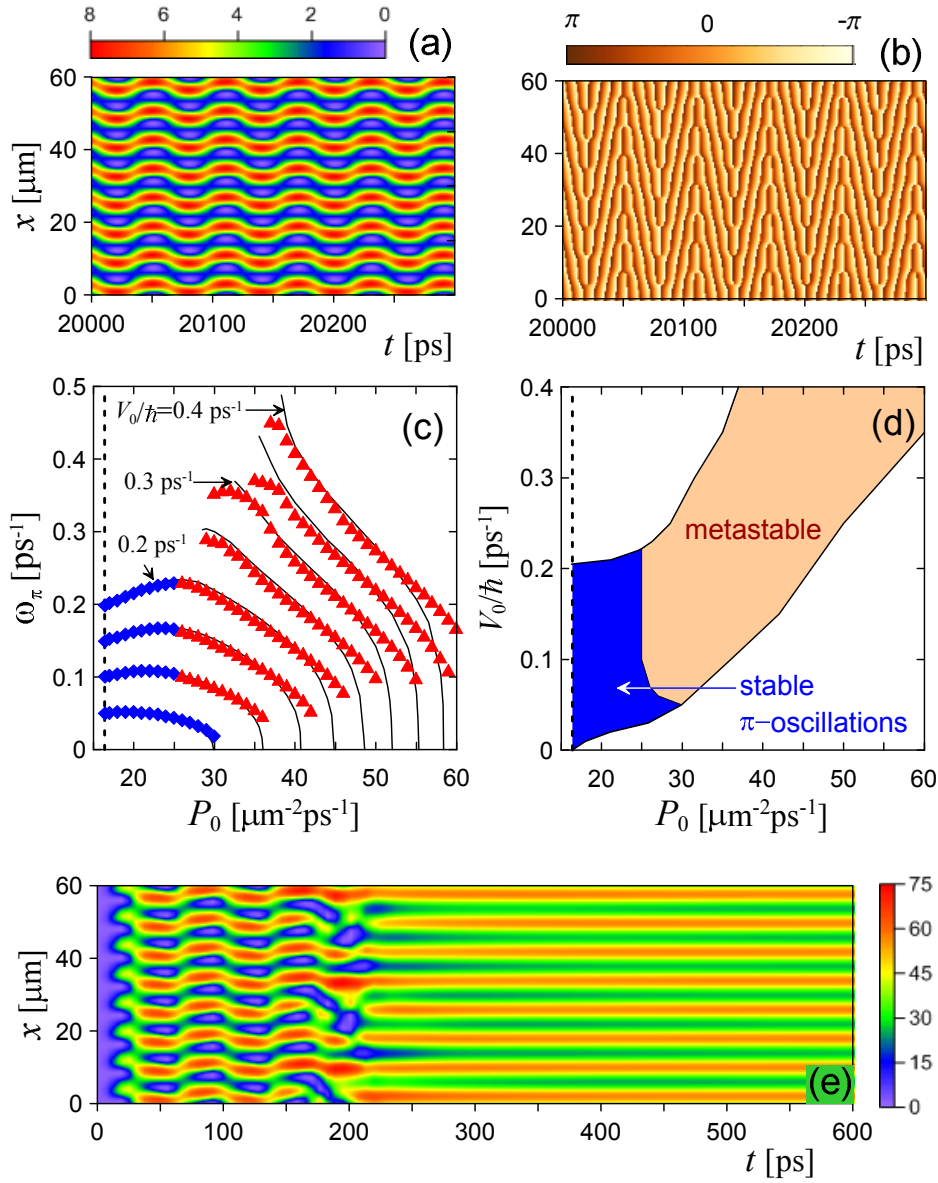 8 6 4 2 0
(a)
60
40
20
0
x [μm]
20000 20100 20200
t [ps]
π 0 -π
(b)
60
40
20
0
20000 20100 20200
t [ps]
0.5
0.4
0.3
0.2
0.1
0
ω_π [ps⁻¹]
V₀/ħ=0.4 ps⁻¹
(c)
0.3 ps⁻¹
0.2 ps⁻¹
20 30 40 50 60
P₀ [μm⁻²ps⁻¹]
0.4
0.3
0.2
0.1
0
V₀/ħ [ps⁻¹]
(d)
metastable
stable
π−oscillations
20 30 40 50 60
P₀ [μm⁻²ps⁻¹]
60
40
20
0
x [μm]
(e)
0 100 200 300 400 500 600
t [ps]
75
60
45
30
15
0